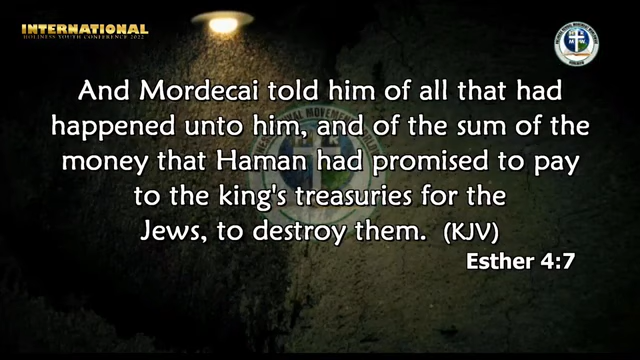 INTERNATIONAL
HOLINESS YOUTH CONFERENCE 2022
And Mordecai told him of all that had
happened unto him, and of the sum of the
money that Haman had promised to pay
to the king's treasuries for the
Jews, to destroy them. (KJV)
Esther 4:7